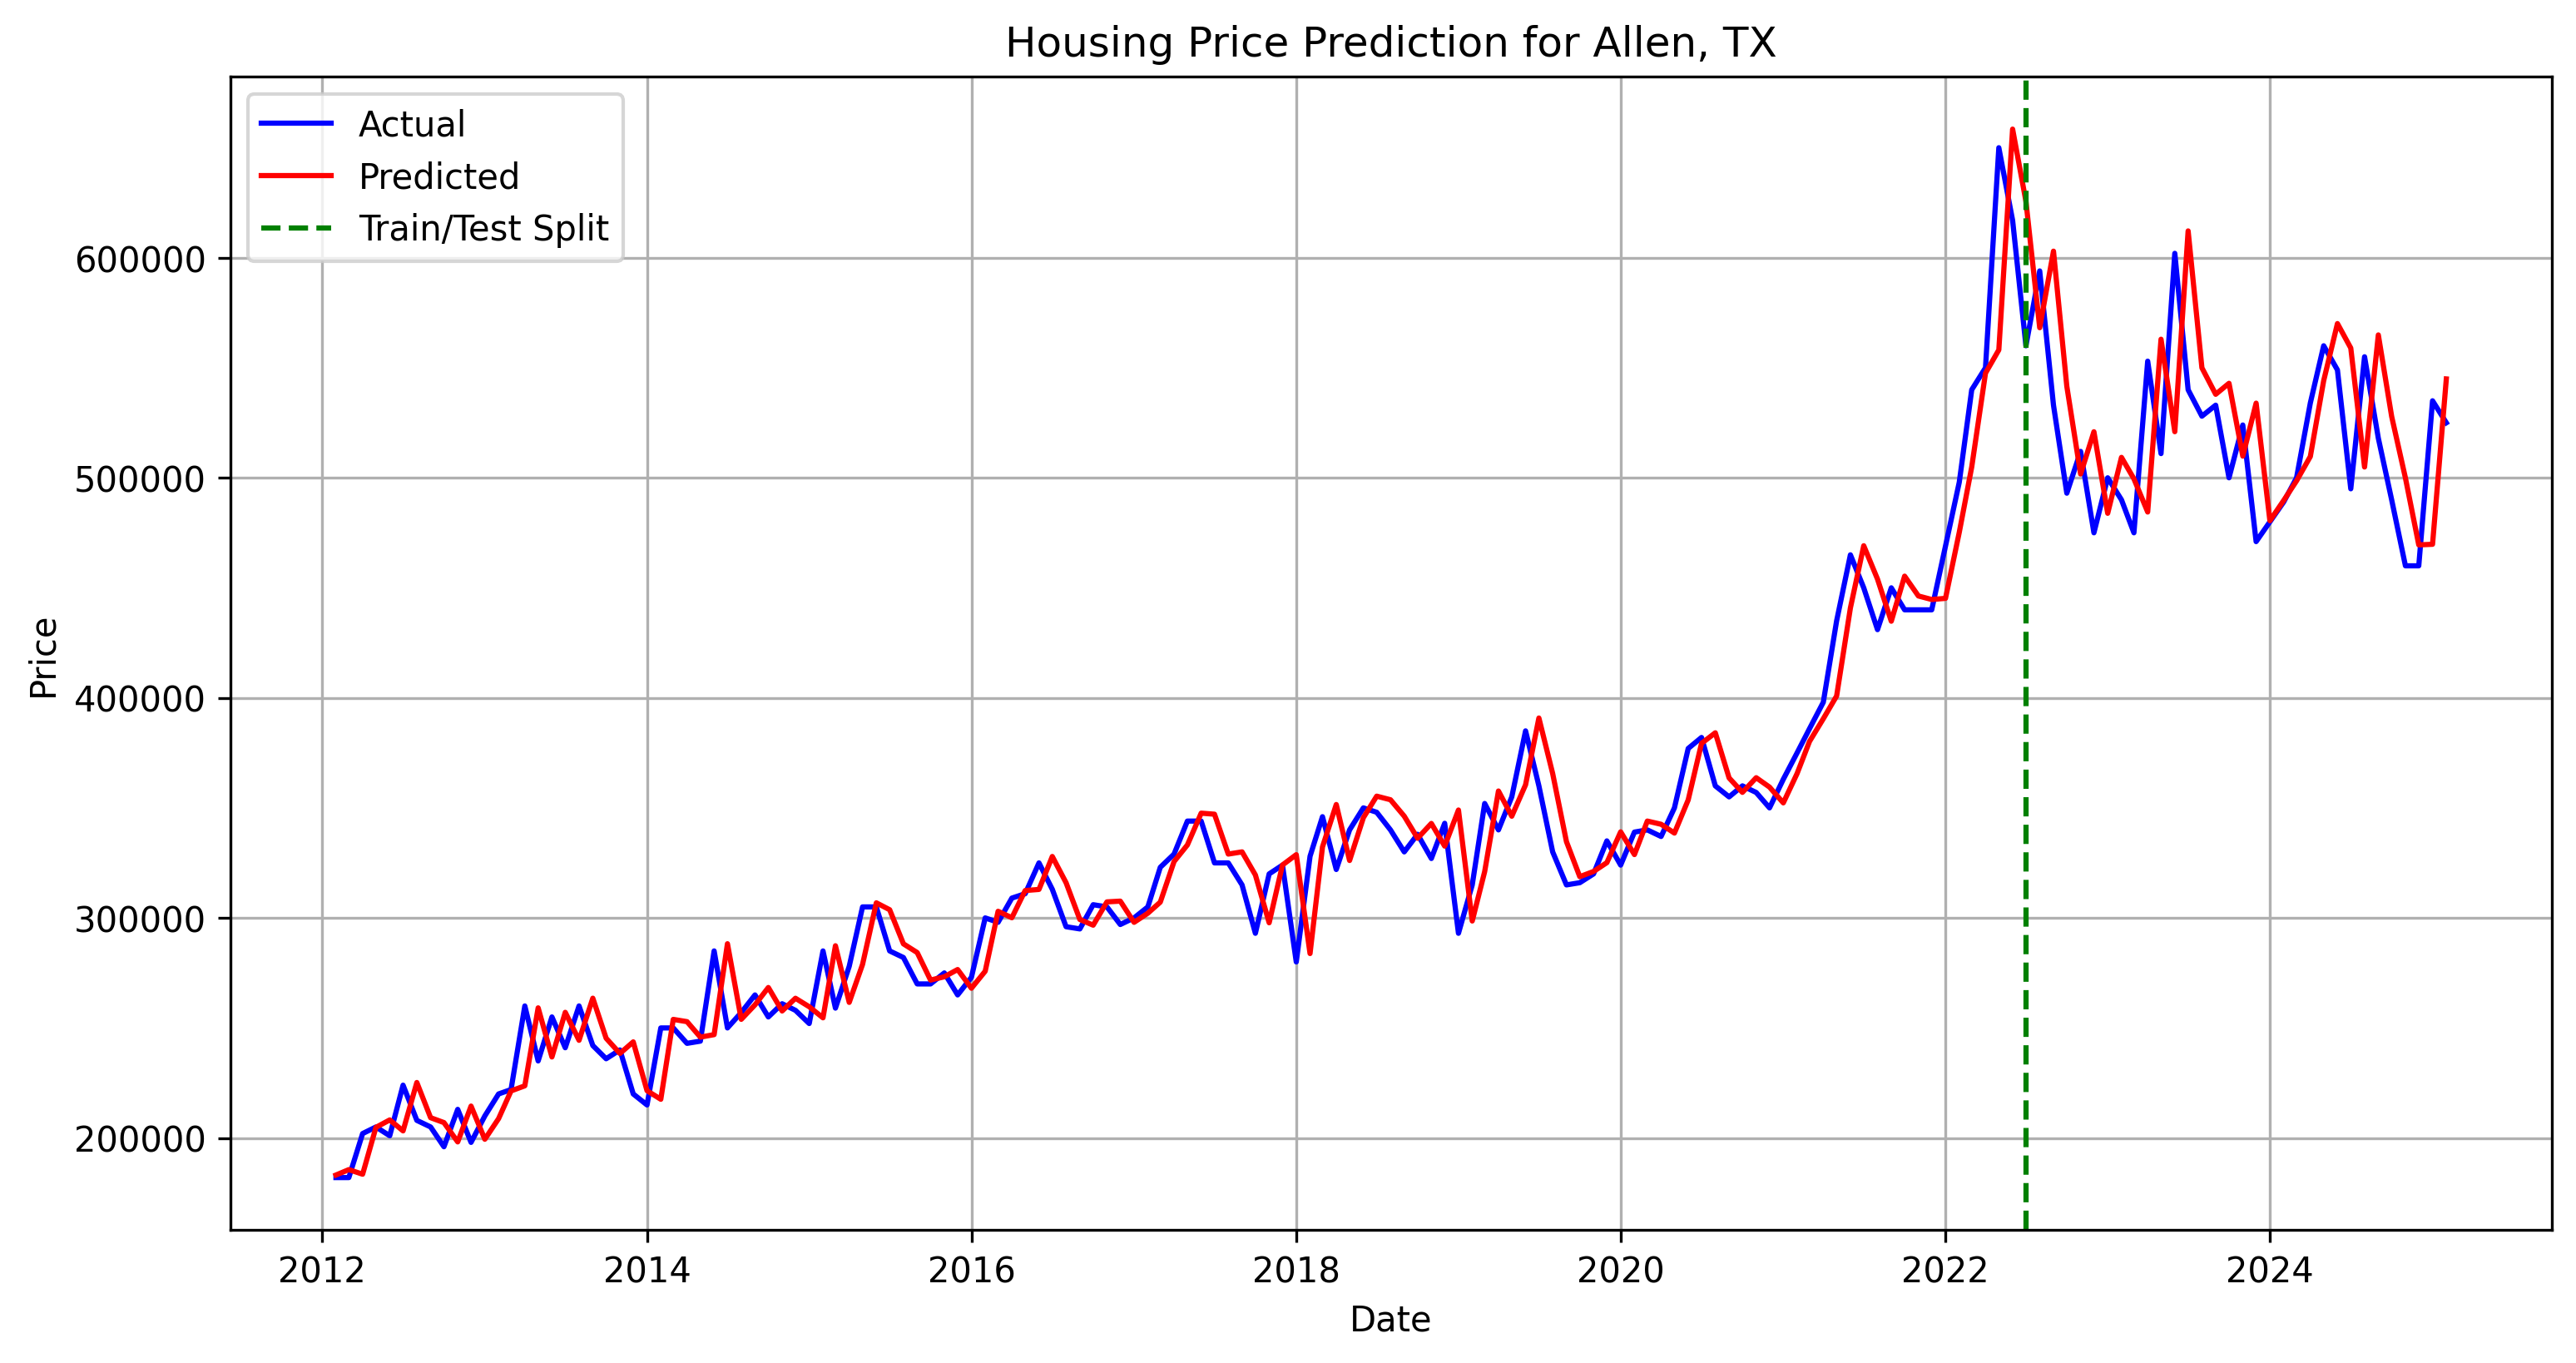 Housing Price Prediction for Allen, TX
Actual
Predicted
Train/Test Split
600000
500000
400000
300000
200000
Price
2012 2014 2016 2018 2020 2022 2024
Date